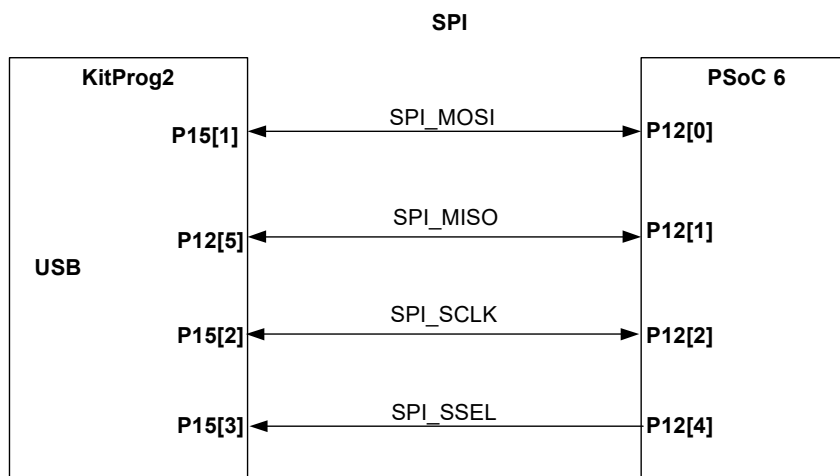 SPI
KitProg2
PSoC 6
SPI_MOSI
P15[1]
P12[0]
SPI_MISO
P12[5]
P12[1]
USB
SPI_SCLK
P15[2]
P12[2]
SPI_SSEL
P15[3]
P12[4]